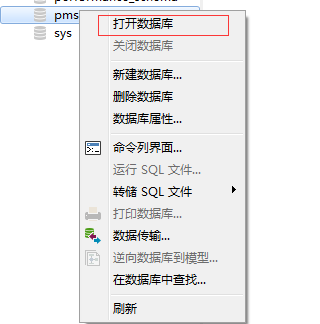 performance_schema
pms
sys
打开数据库
关闭数据库
新建数据库...
删除数据库
数据库属性...
命令列界面...
运行 SQL 文件...
转储 SQL 文件
打印数据库...
数据传输...
逆向数据库到模型...
在数据库中查找...
刷新